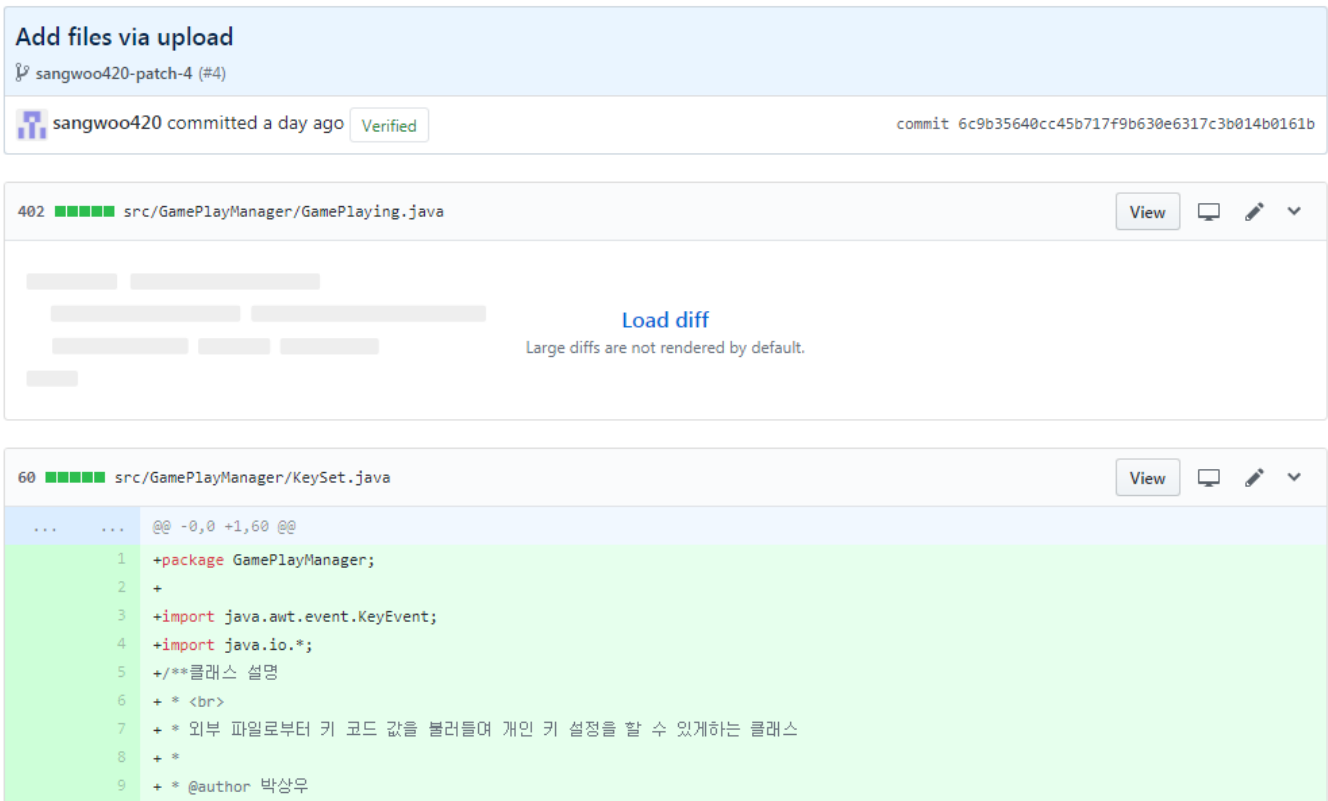 Add files via upload
sangwoo420-patch-4 (#4)
sangwoo420 committed a day ago Verified commit 6c9b35640cc45b717f9b630e6317c3b014b0161b
402 src/GamePlayManager/GamePlaying.java View
Load diff
Large diffs are not rendered by default.
60 src/GamePlayManager/KeySet.java View
... ... @@ -0,0 +1,60 @@
1 +package GamePlayManager;
2 +
3 +import java.awt.event.KeyEvent;
4 +import java.io.*;
5 +/**클래스 설명
6 + * <br>
7 + * 외부 파일로부터 키 코드 값을 불러들여 개인 키 설정을 할 수 있게하는 클래스
8 + *
9 + * @author 박상우